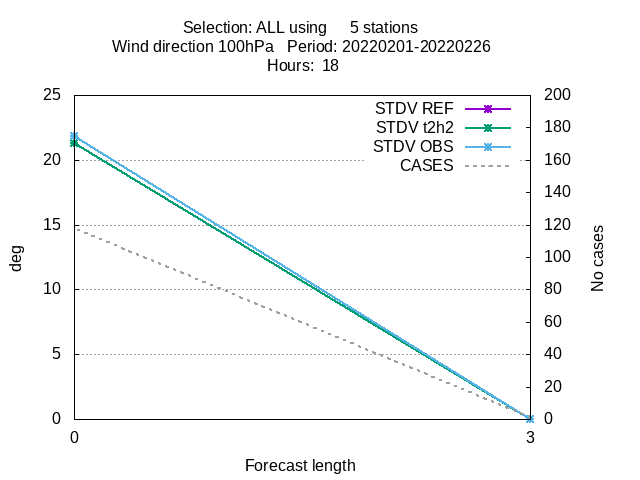 Selection: ALL using     5 stations
Wind direction 100hPa   Period: 20220201-20220226
Hours:  18
25 200
STDV REF
STDV t2h2
180
STDV OBS
20 160
CASES
140
15 120
deg
100
No cases
10 80
60
5 40
20
0 0
0 3
Forecast length